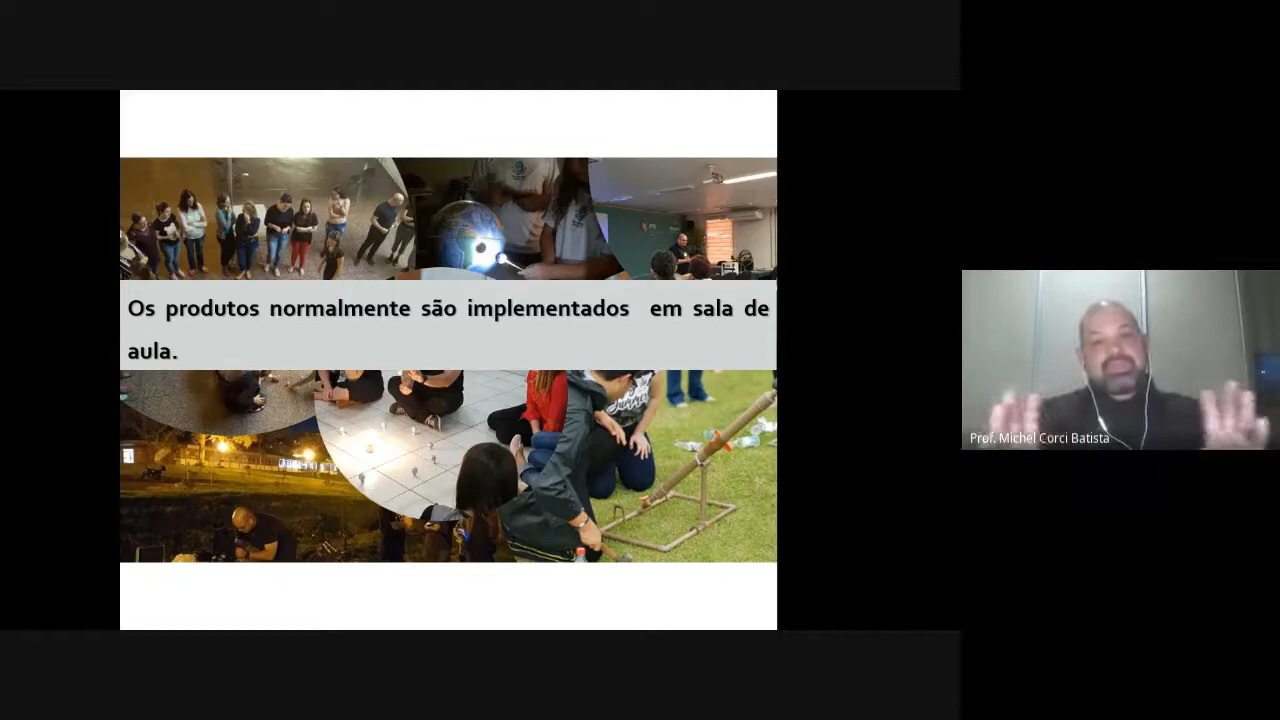 Os produtos normalmente são implementados em sala de
aula.
Prof. Michel Corci Batista